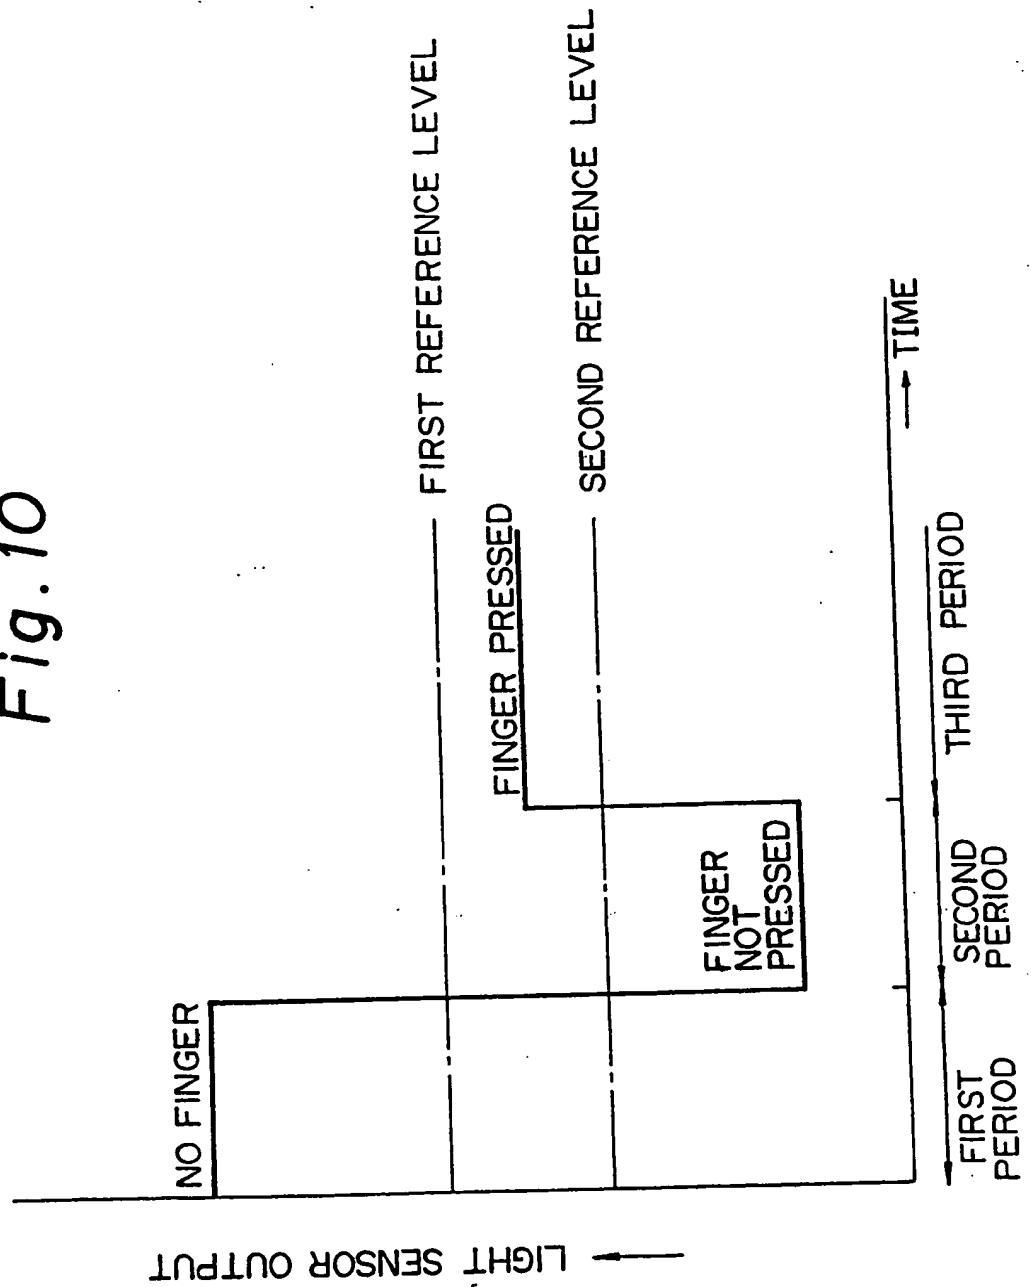 Fig. 10
LIGHT SENSOR OUTPUT
NO FINGER
FIRST REFERENCE LEVEL
FINGER PRESSED
SECOND REFERENCE LEVEL
FINGER
NOT
PRESSED
TIME
FIRST
PERIOD
SECOND
PERIOD
THIRD PERIOD